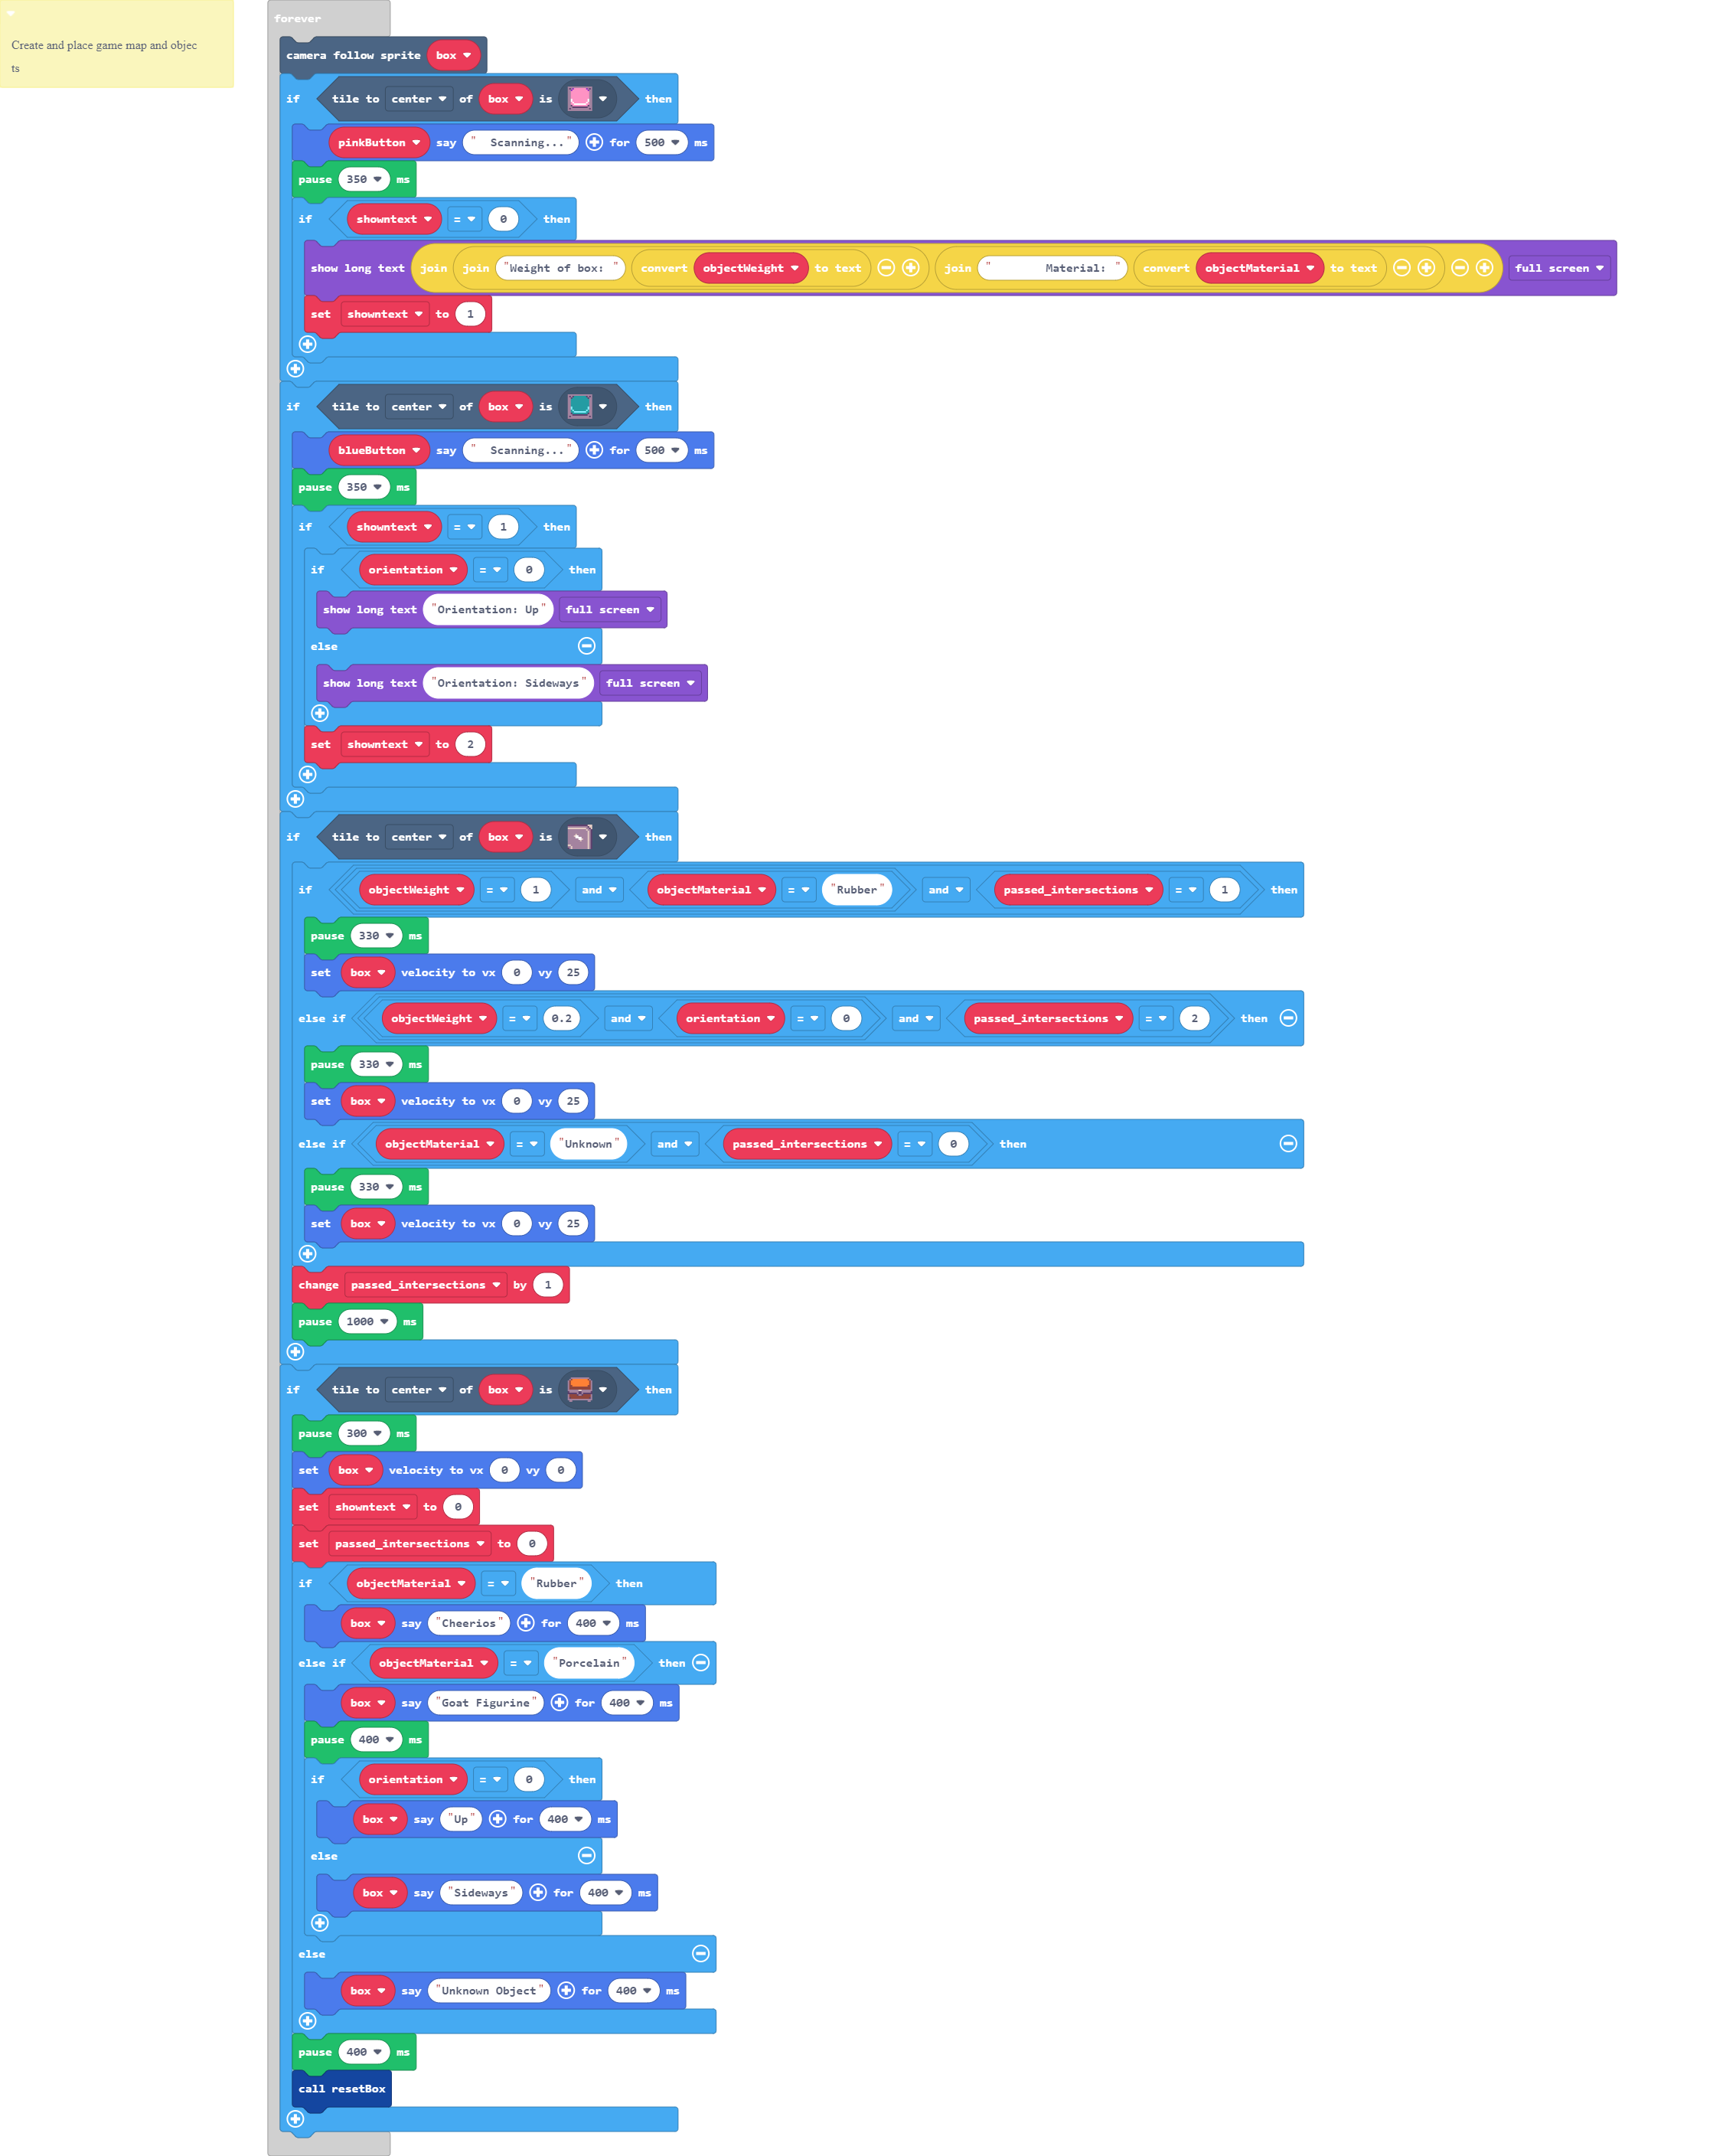 Create and place game map and objec
ts
forever
camera follow sprite box
if tile to center of box is then
pinkButton say " Scanning..." for 500 ms
pause 350 ms
if showntext = 0 then
show long text join join "Weight of box: " convert objectWeight to text join " Material: " convert objectMaterial to text full screen
set showntext to 1
if tile to center of box is then
blueButton say " Scanning..." for 500 ms
pause 350 ms
if showntext = 1 then
if orientation = 0 then
show long text "Orientation: Up" full screen
else
show long text "Orientation: Sideways" full screen
set showntext to 2
if tile to center of box is then
if objectWeight = 1 and objectMaterial = "Rubber" and passed_intersections = 1 then
pause 330 ms
set box velocity to vx 0 vy 25
else if objectWeight = 0.2 and orientation = 0 and passed_intersections = 2 then
pause 330 ms
set box velocity to vx 0 vy 25
else if objectMaterial = "Unknown" and passed_intersections = 0 then
pause 330 ms
set box velocity to vx 0 vy 25
change passed_intersections by 1
pause 1000 ms
if tile to center of box is then
pause 300 ms
set box velocity to vx 0 vy 0
set showntext to 0
set passed_intersections to 0
if objectMaterial = "Rubber" then
box say "Cheerios" for 400 ms
else if objectMaterial = "Porcelain" then
box say "Goat Figurine" for 400 ms
pause 400 ms
if orientation = 0 then
box say "Up" for 400 ms
else
box say "Sideways" for 400 ms
else
box say "Unknown Object" for 400 ms
pause 400 ms
call resetBox